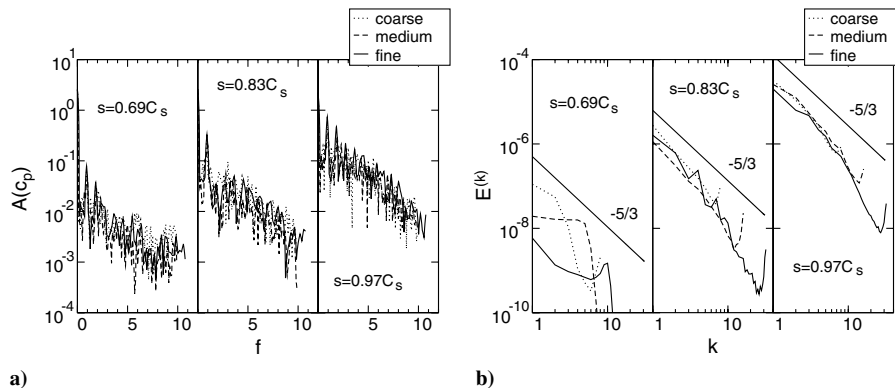 coarse
medium
fine
A(c_p)
10^1
10^0
10^-1
10^-2
10^-3
10^-4
s=0.69C_s
s=0.83C_s
s=0.97C_s
0 5 10 5 10 5 10
f
a)
coarse
medium
fine
E^(k)
10^-4
10^-6
10^-8
10^-10
s=0.69C_s
s=0.83C_s
-5/3
-5/3
-5/3
s=0.97C_s
1 10 1 10 1 10
k
b)